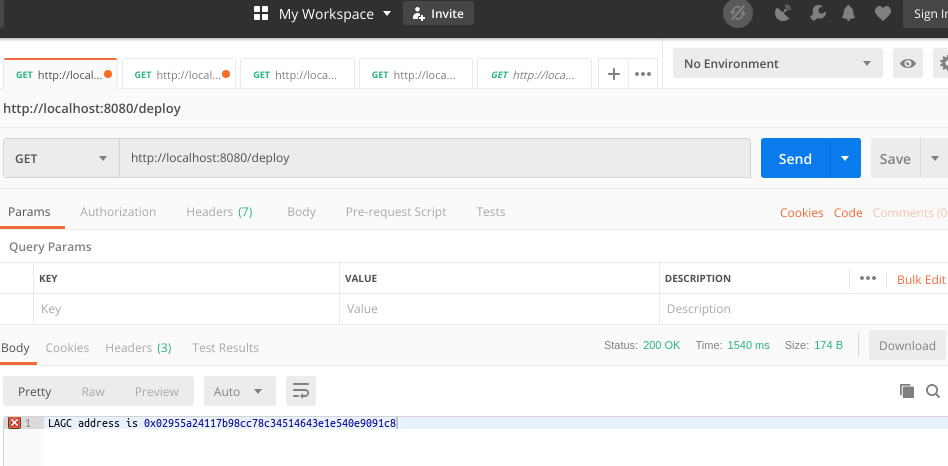 My Workspace Invite Sign In
GET http://local... GET http://local... GET http://loca... GET http://loca... GET http://loca... + ••• No Environment
http://localhost:8080/deploy
GET http://localhost:8080/deploy Send Save
Params Authorization Headers (7) Body Pre-request Script Tests Cookies Code Comments (0
Query Params
KEY VALUE DESCRIPTION ••• Bulk Edit
Key Value Description
Body Cookies Headers (3) Test Results Status: 200 OK Time: 1540 ms Size: 174 B Download
Pretty Raw Preview Auto
1 LAGC address is 0x02955a24117b98cc78c34514643e1e540e9091c8